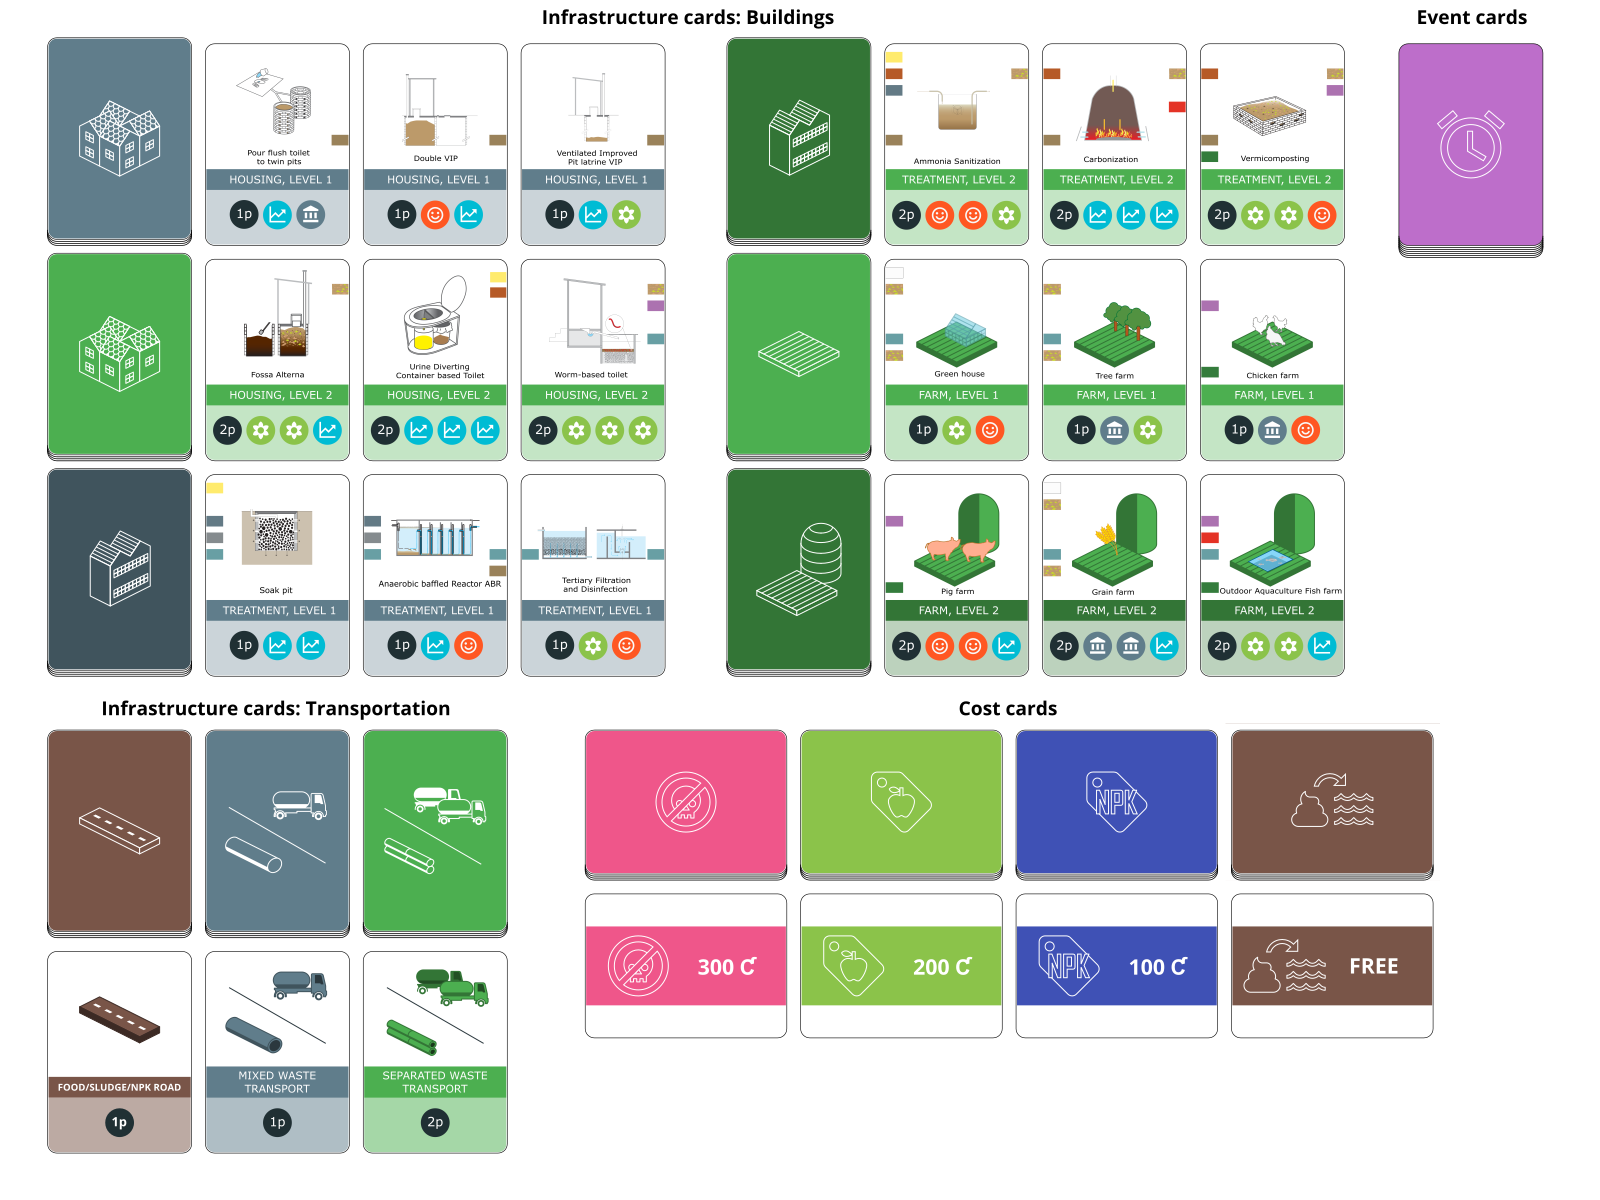 Infrastructure cards: Buildings
Event cards
Pour flush toilet
to twin pits
HOUSING, LEVEL 1
1p
Double VIP
HOUSING, LEVEL 1
1p
Ventilated Improved
Pit latrine VIP
HOUSING, LEVEL 1
1p
Ammonia Sanitization
TREATMENT, LEVEL 2
2p
Carbonization
TREATMENT, LEVEL 2
2p
Vermicomposting
TREATMENT, LEVEL 2
2p
Fossa Alterna
HOUSING, LEVEL 2
2p
Urine Diverting
Container based Toilet
HOUSING, LEVEL 2
2p
Worm-based toilet
HOUSING, LEVEL 2
2p
Green house
FARM, LEVEL 1
1p
Tree farm
FARM, LEVEL 1
1p
Chicken farm
FARM, LEVEL 1
1p
Soak pit
TREATMENT, LEVEL 1
1p
Anaerobic baffled Reactor ABR
TREATMENT, LEVEL 1
1p
Tertiary Filtration
and Disinfection
TREATMENT, LEVEL 1
1p
Pig farm
FARM, LEVEL 2
2p
Grain farm
FARM, LEVEL 2
2p
Outdoor Aquaculture Fish farm
FARM, LEVEL 2
2p
Infrastructure cards: Transportation
Cost cards
NPK
300 C
200 C
NPK
100 C
FREE
FOOD/SLUDGE/NPK ROAD
1p
MIXED WASTE
TRANSPORT
1p
SEPARATED WASTE
TRANSPORT
2p